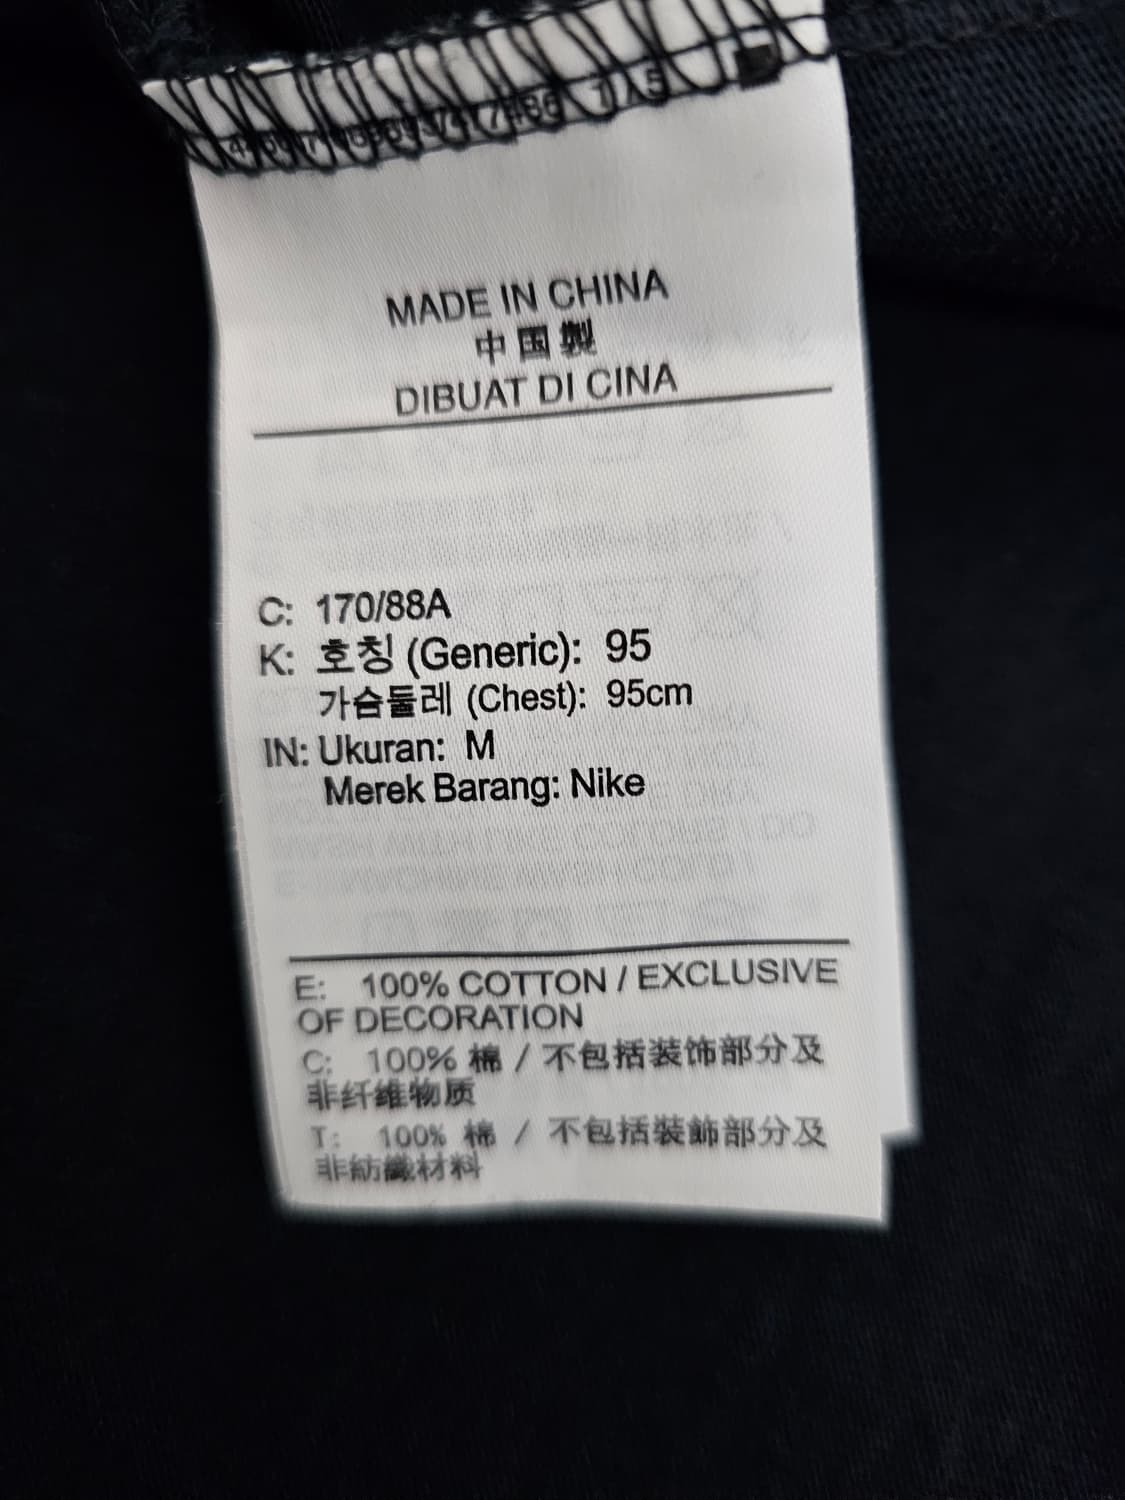 MADE IN CHINA
中国製
DIBUAT DI CINA
C: 170/88A
K: 호칭 (Generic): 95
가슴둘레 (Chest): 95cm
IN: Ukuran: M
Merek Barang: Nike
E: 100% COTTON / EXCLUSIVE
OF DECORATION
C: 100% 棉 / 不包括装饰部分及
非纤维物质
T: 100% 棉 / 不包括裝飾部分及
非紡織材料